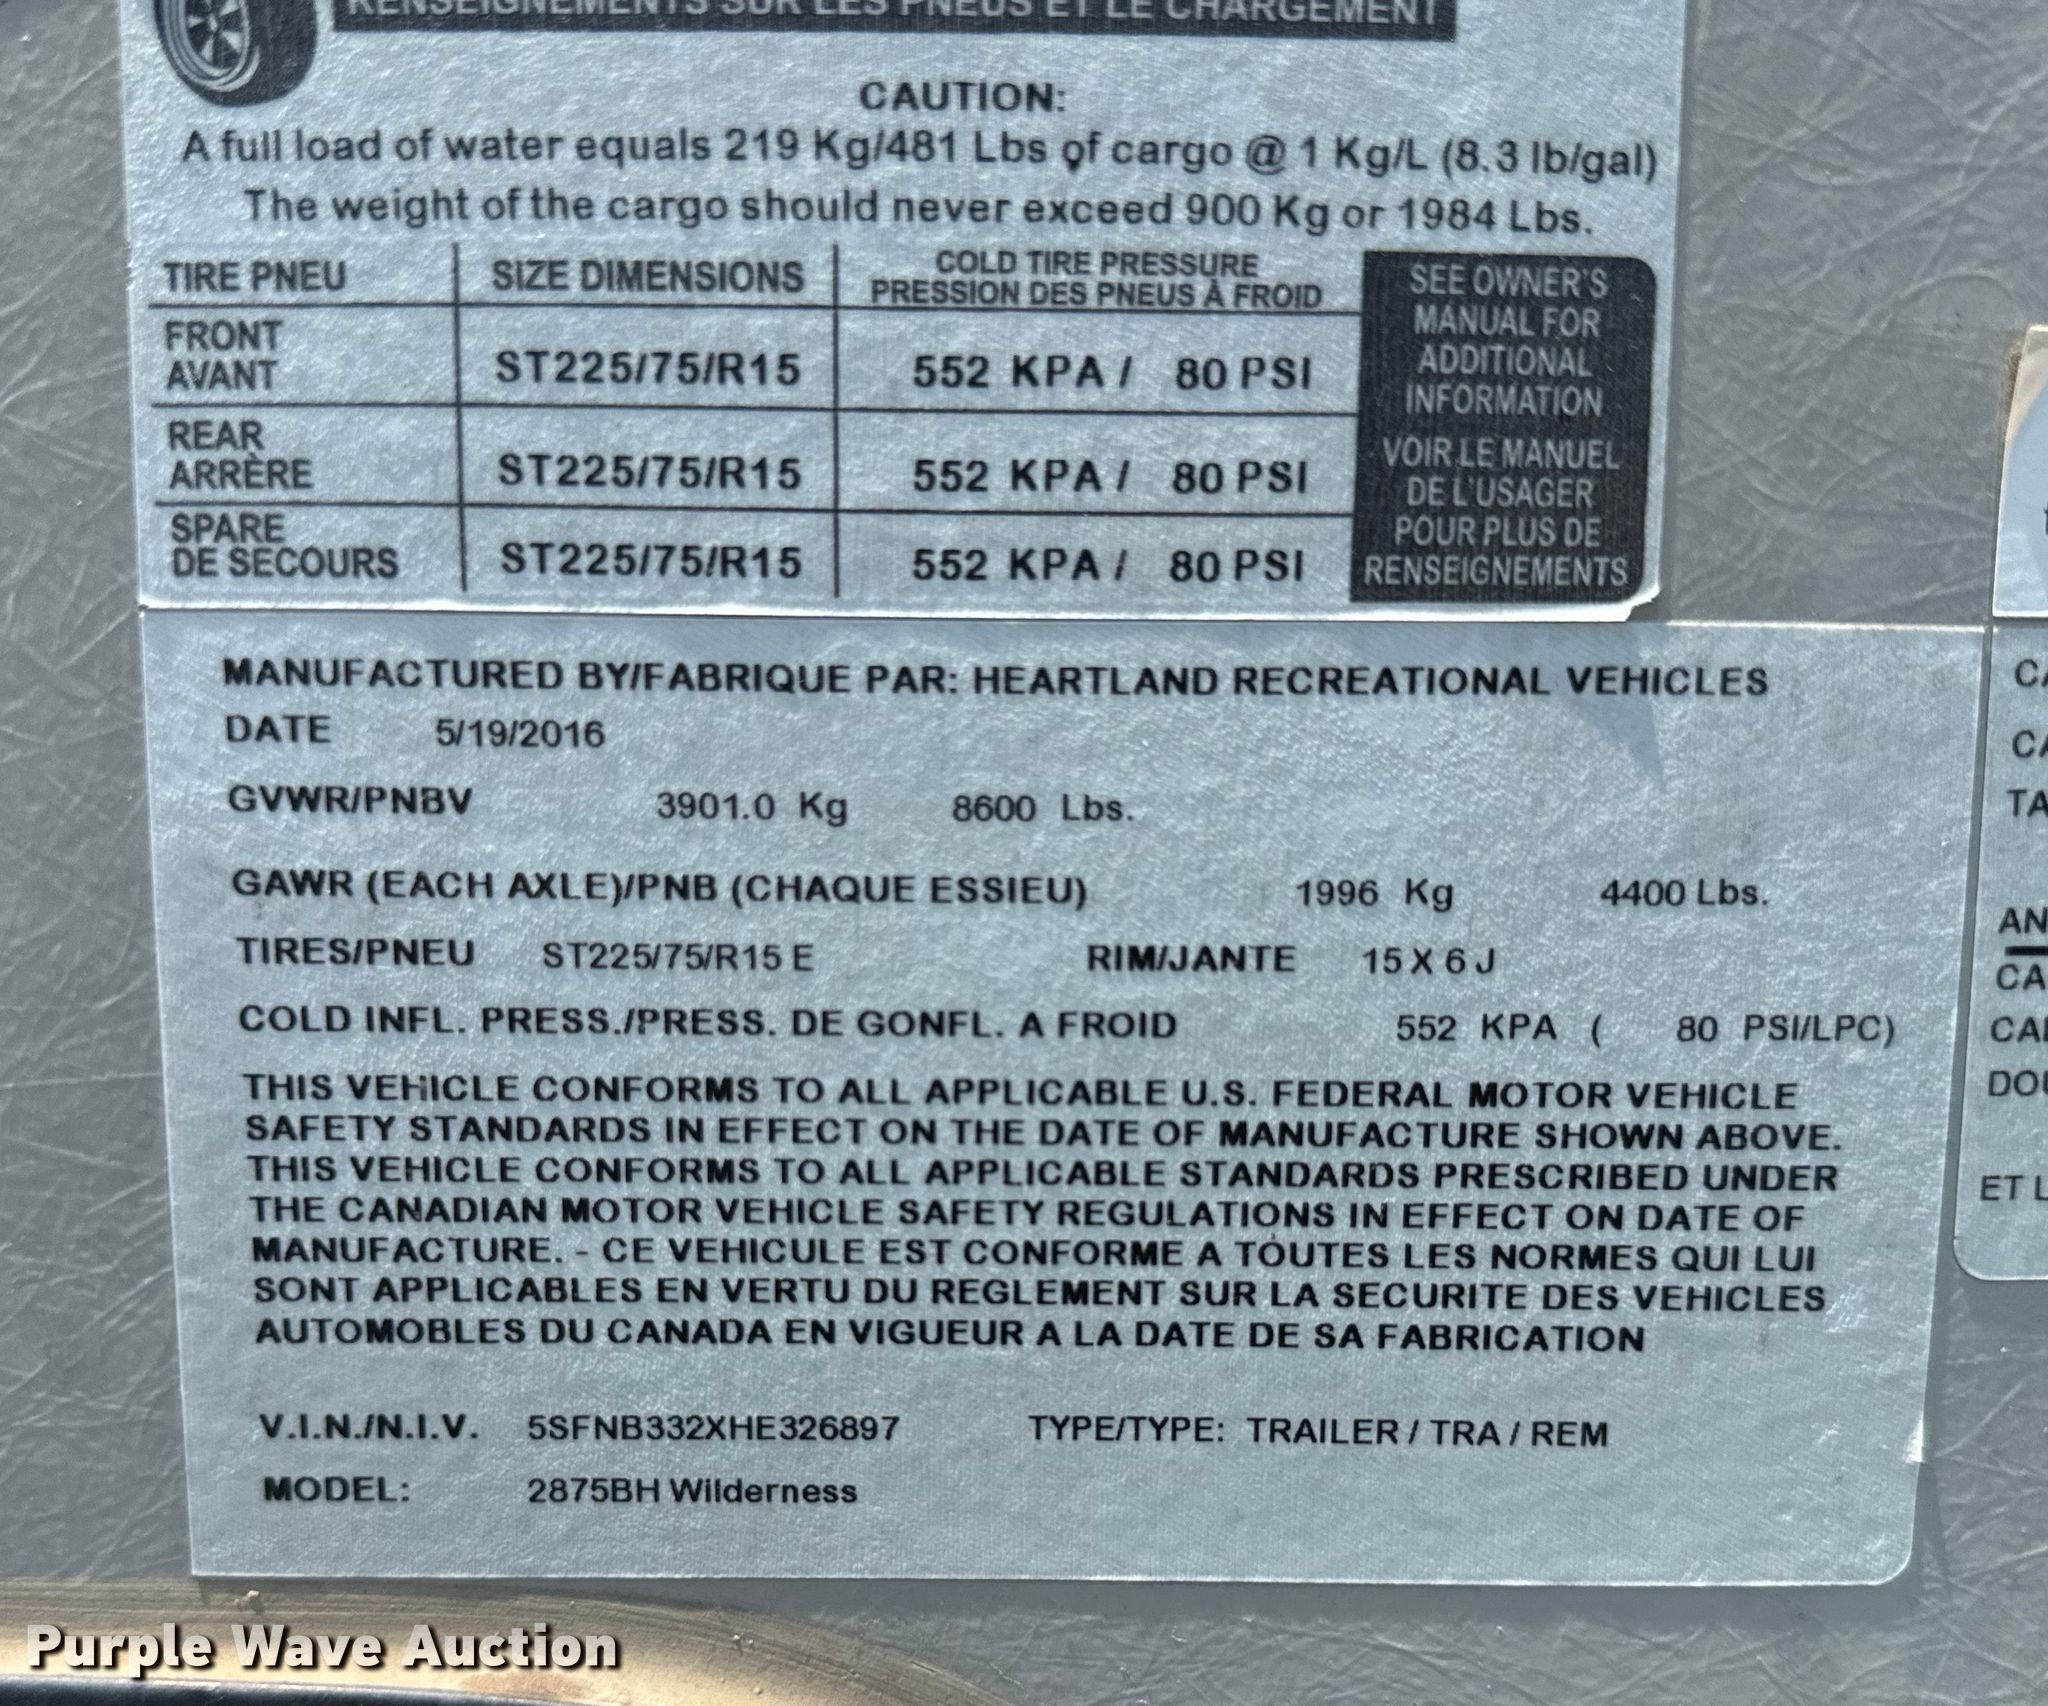 RENSEIGNEMENTS SUR LES PNEUS ET LE CHARGEMENT
CAUTION:
A full load of water equals 219 Kg/481 Lbs of cargo @ 1 Kg/L (8.3 lb/gal)
The weight of the cargo should never exceed 900 Kg or 1984 Lbs.
TIRE PNEU SIZE DIMENSIONS COLD TIRE PRESSURE
PRESSION DES PNEUS À FROID
FRONT
AVANT ST225/75/R15 552 KPA / 80 PSI
REAR
ARRÈRE ST225/75/R15 552 KPA / 80 PSI
SPARE
DE SECOURS ST225/75/R15 552 KPA / 80 PSI
SEE OWNER'S
MANUAL FOR
ADDITIONAL
INFORMATION
VOIR LE MANUEL
DE L'USAGER
POUR PLUS DE
RENSEIGNEMENTS
MANUFACTURED BY/FABRIQUE PAR: HEARTLAND RECREATIONAL VEHICLES
DATE 5/19/2016
GVWR/PNBV 3901.0 Kg 8600 Lbs.
GAWR (EACH AXLE)/PNB (CHAQUE ESSIEU) 1996 Kg 4400 Lbs.
TIRES/PNEU ST225/75/R15 E RIM/JANTE 15 X 6 J
COLD INFL. PRESS./PRESS. DE GONFL. A FROID 552 KPA ( 80 PSI/LPC)
THIS VEHICLE CONFORMS TO ALL APPLICABLE U.S. FEDERAL MOTOR VEHICLE
SAFETY STANDARDS IN EFFECT ON THE DATE OF MANUFACTURE SHOWN ABOVE.
THIS VEHICLE CONFORMS TO ALL APPLICABLE STANDARDS PRESCRIBED UNDER
THE CANADIAN MOTOR VEHICLE SAFETY REGULATIONS IN EFFECT ON DATE OF
MANUFACTURE. - CE VEHICULE EST CONFORME A TOUTES LES NORMES QUI LUI
SONT APPLICABLES EN VERTU DU REGLEMENT SUR LA SECURITE DES VEHICLES
AUTOMOBLES DU CANADA EN VIGUEUR A LA DATE DE SA FABRICATION
V.I.N./N.I.V. 5SFNB332XHE326897 TYPE/TYPE: TRAILER / TRA / REM
MODEL: 2875BH Wilderness
ET L
Purple Wave Auction